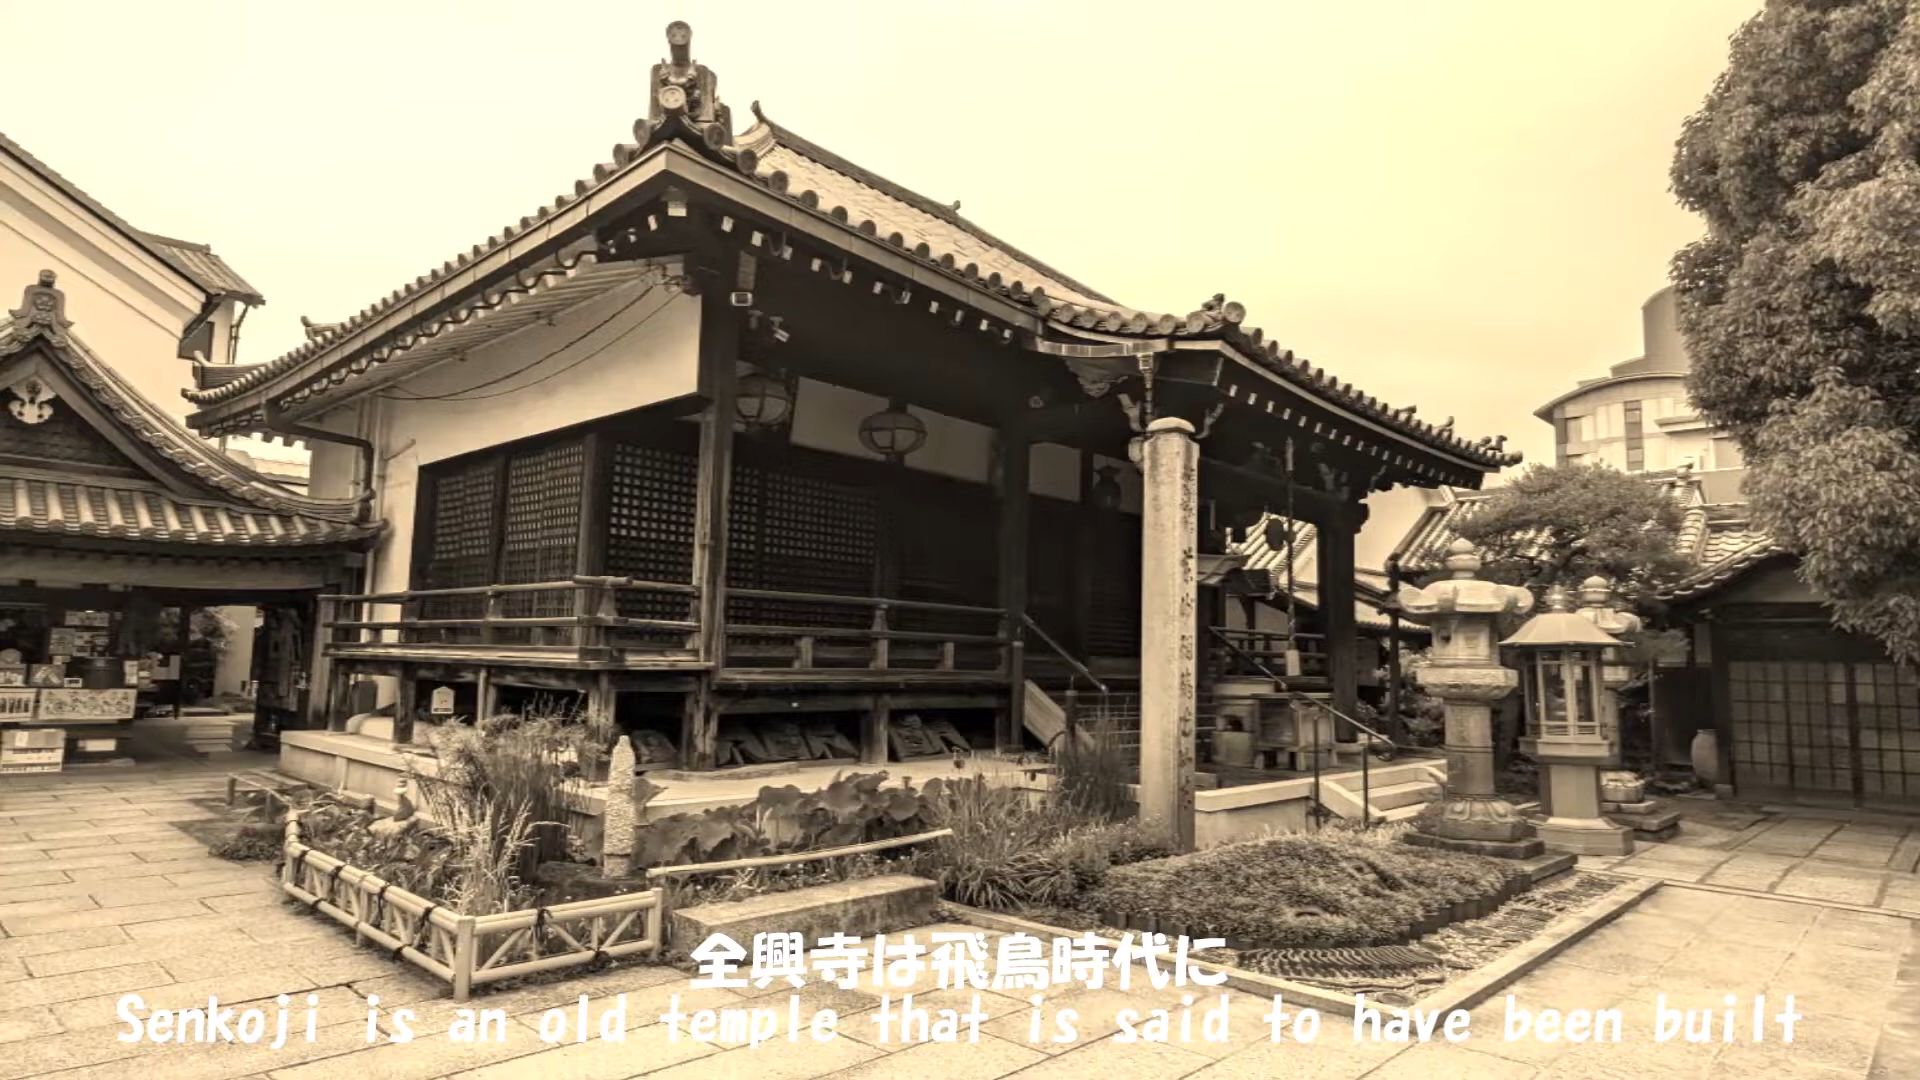 全興寺は飛鳥時代に
Senkoji is an old temple that is said to have been built